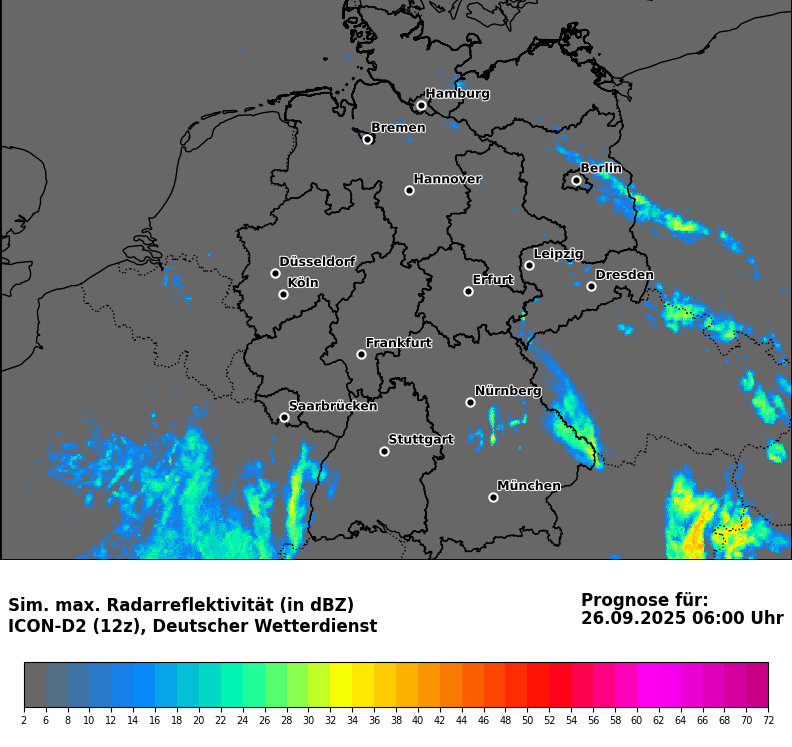 Hamburg
Bremen
Berlin
Hannover
Leipzig
Düsseldorf
Dresden
Köln
Erfurt
Frankfurt
Nürnberg
Saarbrücken
Stuttgart
München
Sim. max. Radarreflektivität (in dBZ)
ICON-D2 (12z), Deutscher Wetterdienst
Prognose für:
26.09.2025 06:00 Uhr
2 6 8 10 12 14 16 18 20 22 24 26 28 30 32 34 36 38 40 42 44 46 48 50 52 54 56 58 60 62 64 66 68 70 72